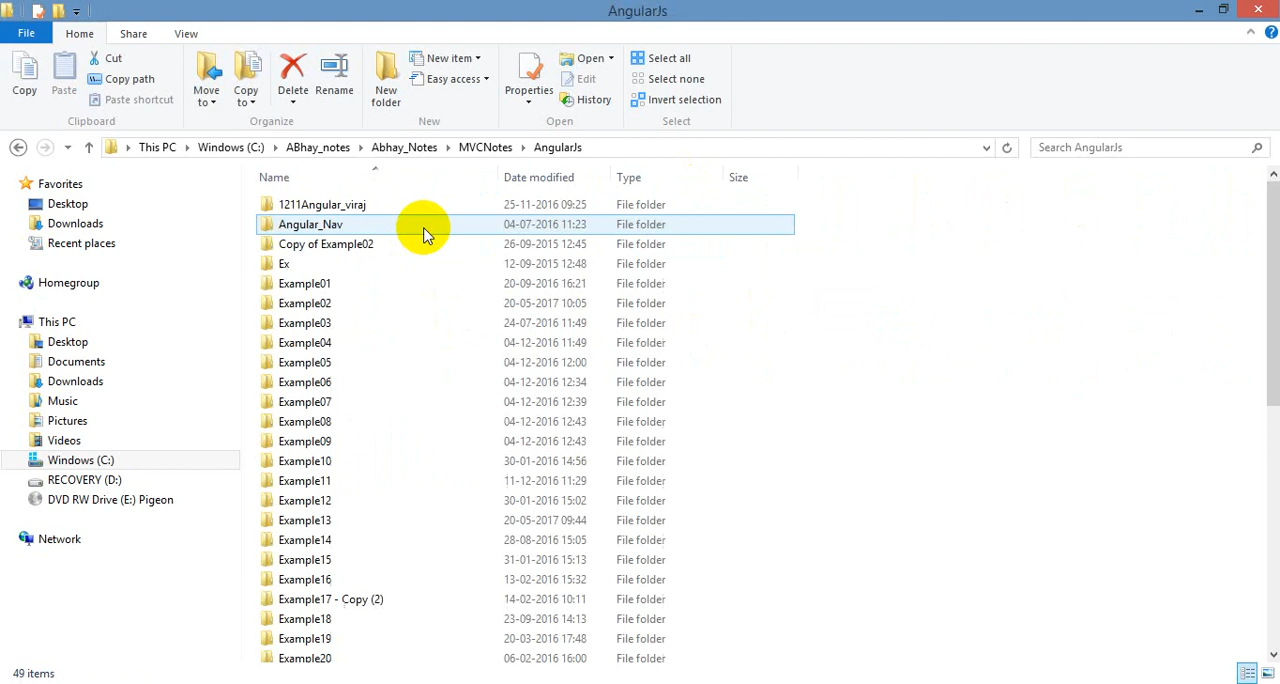 AngularJs
File Home Share View
Copy Paste Cut Copy path Paste shortcut Clipboard
Move to Copy to Delete Rename Organize
New folder New item Easy access New
Properties Open Edit History Open
Select all Select none Invert selection Select
This PC Windows (C:) ABhay_notes Abhay_Notes MVCNotes AngularJs Search AngularJs
Favorites
Desktop
Downloads
Recent places
Homegroup
This PC
Desktop
Documents
Downloads
Music
Pictures
Videos
Windows (C:)
RECOVERY (D:)
DVD RW Drive (E:) Pigeon
Network
Name Date modified Type Size
1211Angular_viraj 25-11-2016 09:25 File folder
Angular_Nav 04-07-2016 11:23 File folder
Copy of Example02 26-09-2015 12:45 File folder
Ex 12-09-2015 12:48 File folder
Example01 20-09-2016 16:21 File folder
Example02 20-05-2017 10:05 File folder
Example03 24-07-2016 11:49 File folder
Example04 04-12-2016 11:49 File folder
Example05 04-12-2016 12:00 File folder
Example06 04-12-2016 12:34 File folder
Example07 04-12-2016 12:39 File folder
Example08 04-12-2016 12:43 File folder
Example09 04-12-2016 12:43 File folder
Example10 30-01-2016 14:56 File folder
Example11 11-12-2016 11:29 File folder
Example12 30-01-2016 15:02 File folder
Example13 20-05-2017 09:44 File folder
Example14 28-08-2016 15:05 File folder
Example15 31-01-2016 15:13 File folder
Example16 13-02-2016 15:32 File folder
Example17 - Copy (2) 14-02-2016 10:11 File folder
Example18 23-09-2016 14:13 File folder
Example19 20-03-2016 17:48 File folder
Example20 06-02-2016 16:00 File folder
49 items